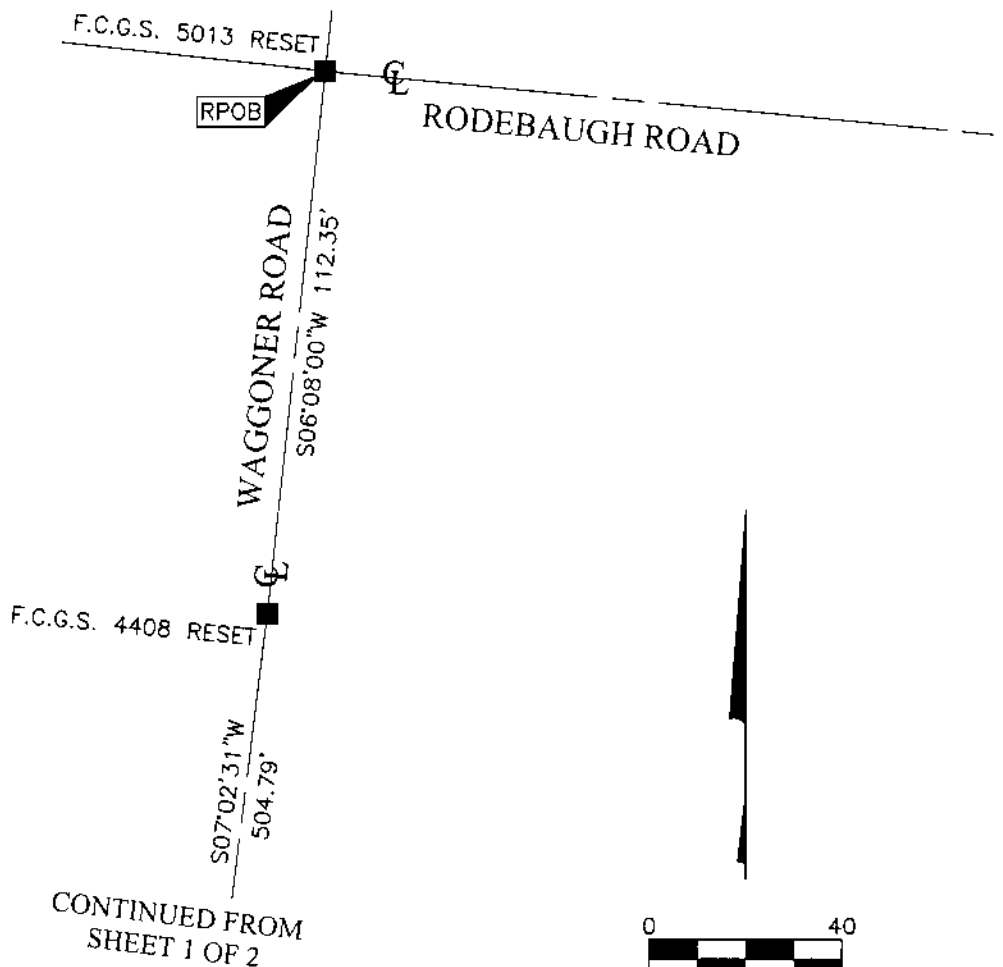 F.C.G.S. 5013 RESET
℄
RPOB
RODEBAUGH ROAD
WAGGONER ROAD
S06°08'00"W 112.35'
℄
F.C.G.S. 4408 RESET
S07°02'31"W
504.79'
CONTINUED FROM
SHEET 1 OF 2
0 40